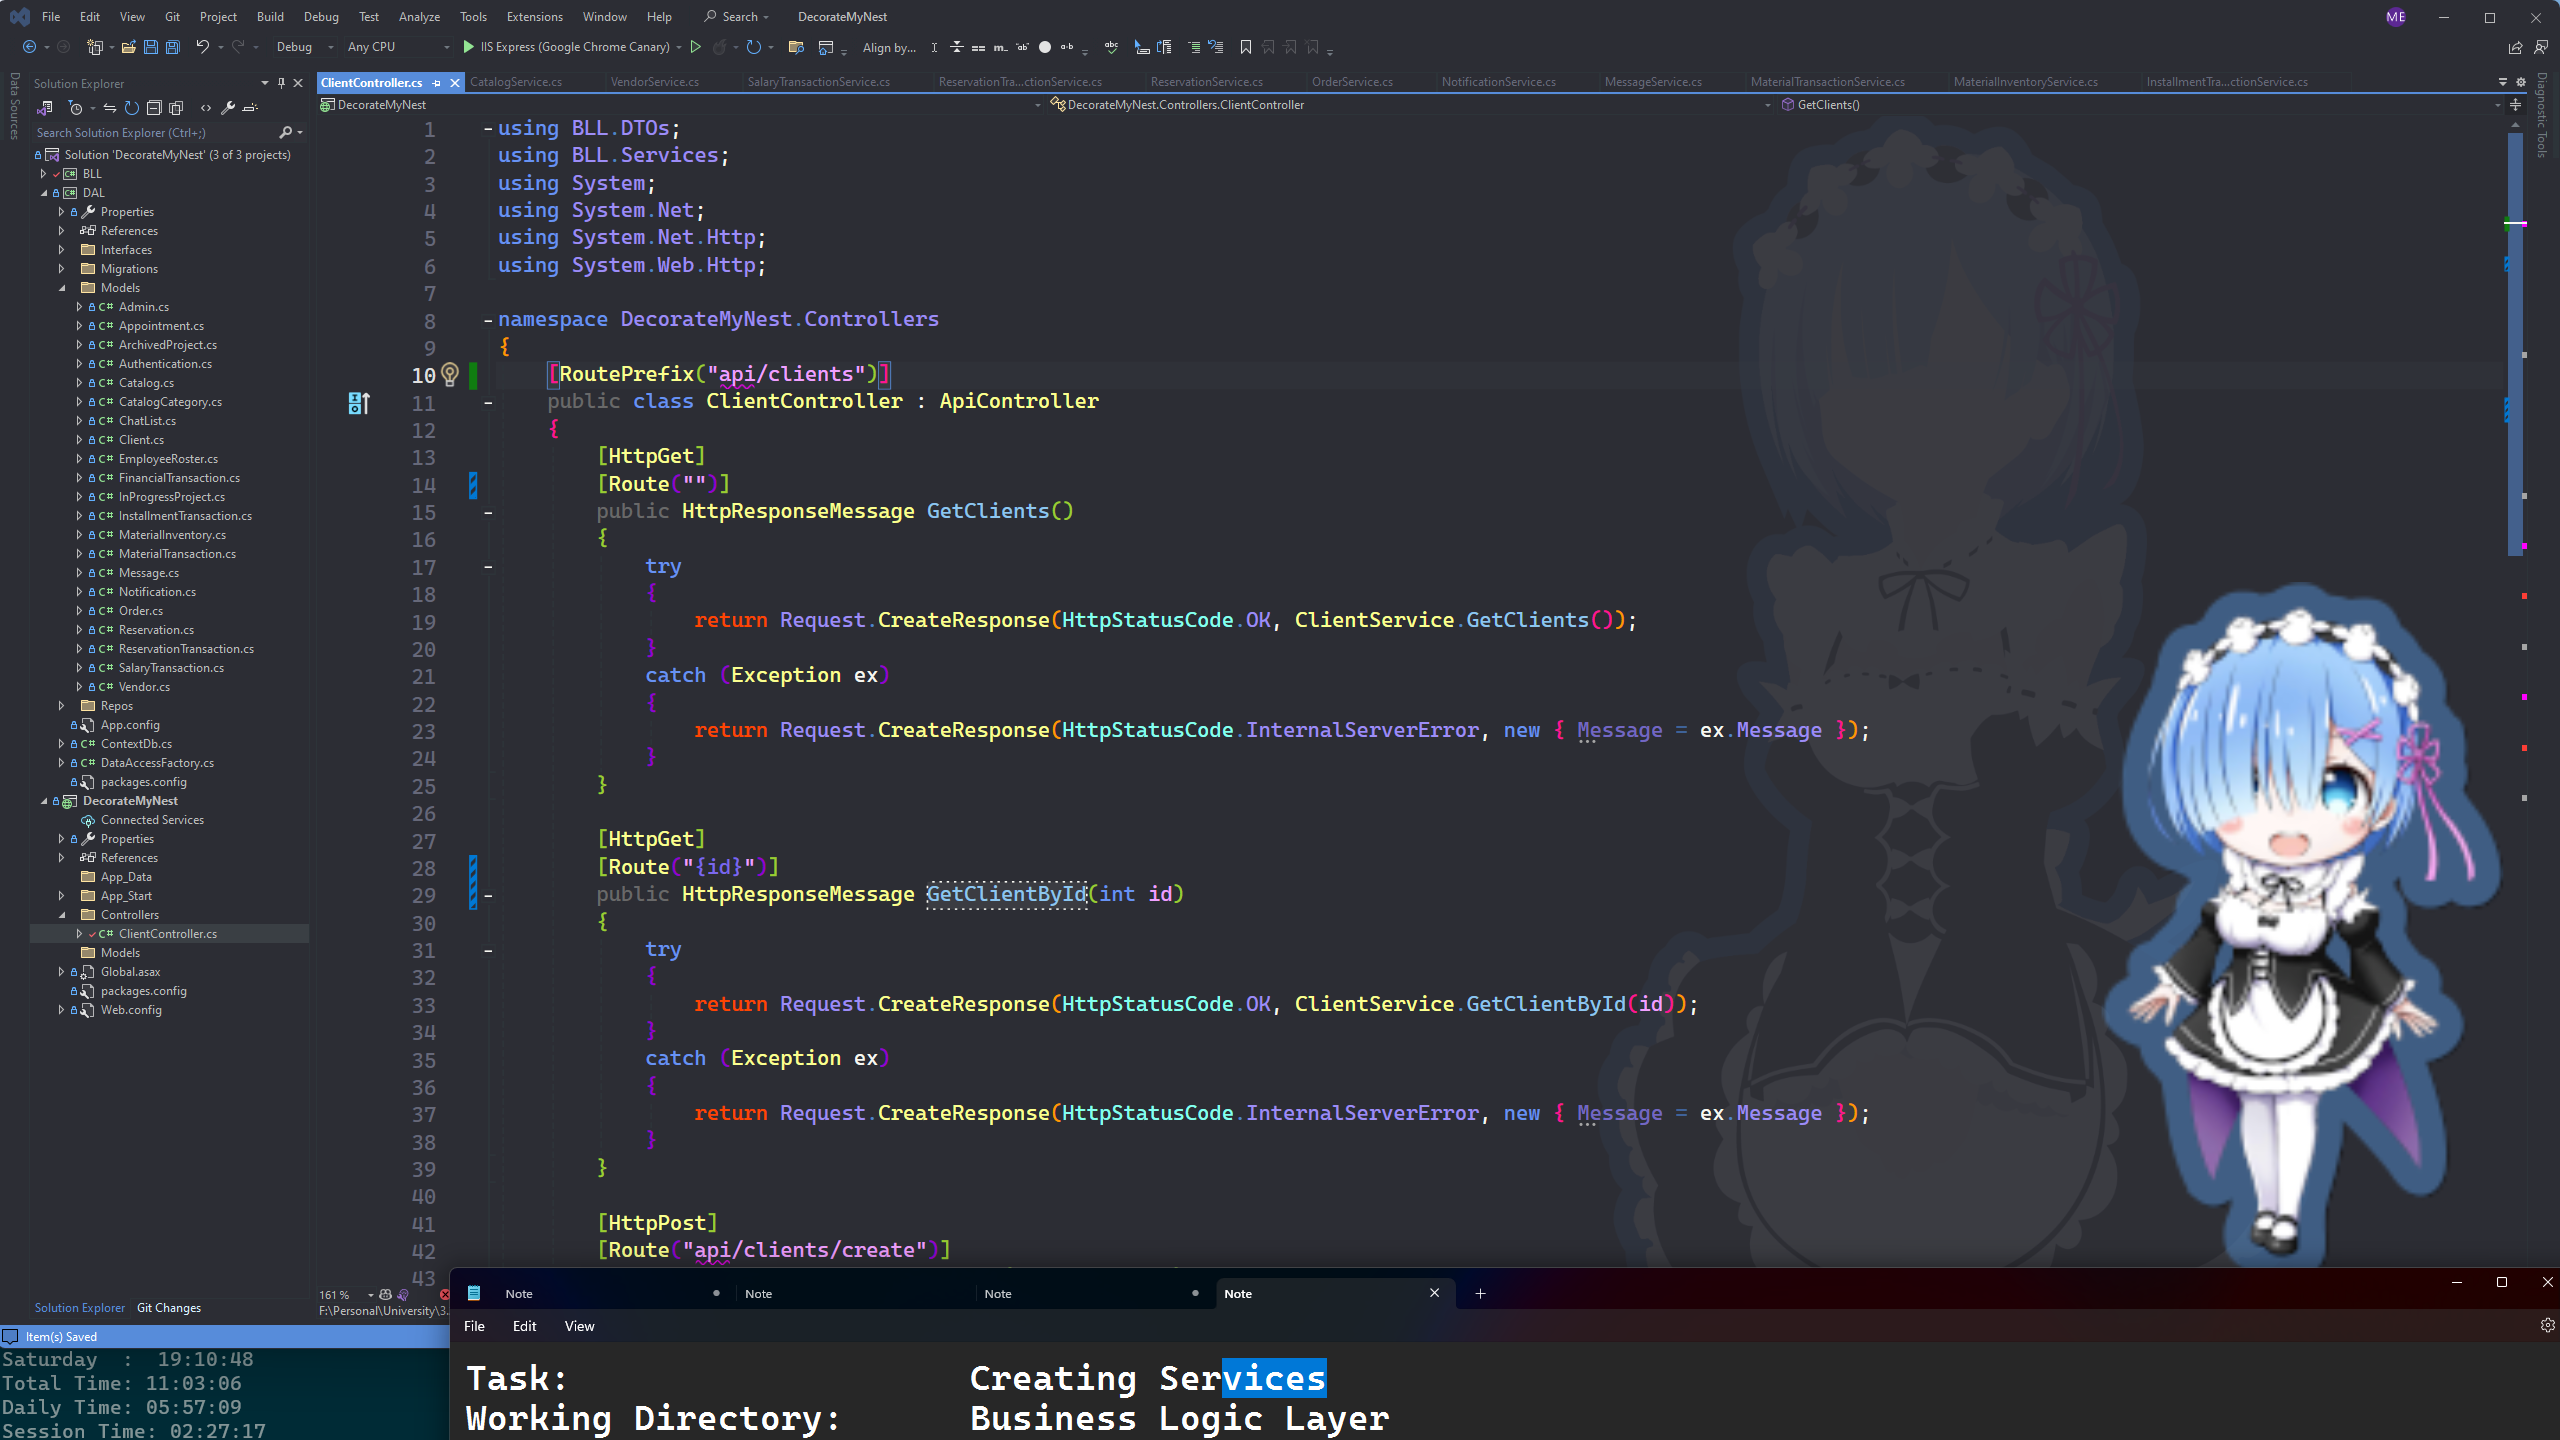 File Edit View Git Project Build Debug Test Analyze Tools Extensions Window Help Search DecorateMyNest ME
Debug Any CPU IIS Express (Google Chrome Canary) Align by...
Data Sources
Solution Explorer
Search Solution Explorer (Ctrl+;)
Solution 'DecorateMyNest' (3 of 3 projects)
BLL
DAL
Properties
References
Interfaces
Migrations
Models
C# Admin.cs
C# Appointment.cs
C# ArchivedProject.cs
C# Authentication.cs
C# Catalog.cs
C# CatalogCategory.cs
C# ChatList.cs
C# Client.cs
C# EmployeeRoster.cs
C# FinancialTransaction.cs
C# InProgressProject.cs
C# InstallmentTransaction.cs
C# MaterialInventory.cs
C# MaterialTransaction.cs
C# Message.cs
C# Notification.cs
C# Order.cs
C# Reservation.cs
C# ReservationTransaction.cs
C# SalaryTransaction.cs
C# Vendor.cs
Repos
App.config
C# ContextDb.cs
C# DataAccessFactory.cs
packages.config
DecorateMyNest
Connected Services
Properties
References
App_Data
App_Start
Controllers
C# ClientController.cs
Models
Global.asax
packages.config
Web.config
Solution Explorer Git Changes
ClientController.cs CatalogService.cs VendorService.cs SalaryTransactionService.cs ReservationTra...ctionService.cs ReservationService.cs OrderService.cs NotificationService.cs MessageService.cs MaterialTransactionService.cs MaterialInventoryService.cs InstallmentTra...ctionService.cs
DecorateMyNest DecorateMyNest.Controllers.ClientController GetClients()
Diagnostic Tools
1 using BLL.DTOs;
2 using BLL.Services;
3 using System;
4 using System.Net;
5 using System.Net.Http;
6 using System.Web.Http;
7
8 namespace DecorateMyNest.Controllers
9 {
10 [RoutePrefix("api/clients")]
11 public class ClientController : ApiController
12 {
13 [HttpGet]
14 [Route("")]
15 public HttpResponseMessage GetClients()
16 {
17 try
18 {
19 return Request.CreateResponse(HttpStatusCode.OK, ClientService.GetClients());
20 }
21 catch (Exception ex)
22 {
23 return Request.CreateResponse(HttpStatusCode.InternalServerError, new { Message = ex.Message });
24 }
25 }
26
27 [HttpGet]
28 [Route("{id}")]
29 public HttpResponseMessage GetClientById(int id)
30 {
31 try
32 {
33 return Request.CreateResponse(HttpStatusCode.OK, ClientService.GetClientById(id));
34 }
35 catch (Exception ex)
36 {
37 return Request.CreateResponse(HttpStatusCode.InternalServerError, new { Message = ex.Message });
38 }
39 }
40
41 [HttpPost]
42 [Route("api/clients/create")]
43
161 %
F:\Personal\University\3.
Item(s) Saved
Saturday : 19:10:48
Total Time: 11:03:06
Daily Time: 05:57:09
Session Time: 02:27:17
Note Note Note Note
File Edit View
Task: Creating Services
Working Directory: Business Logic Layer